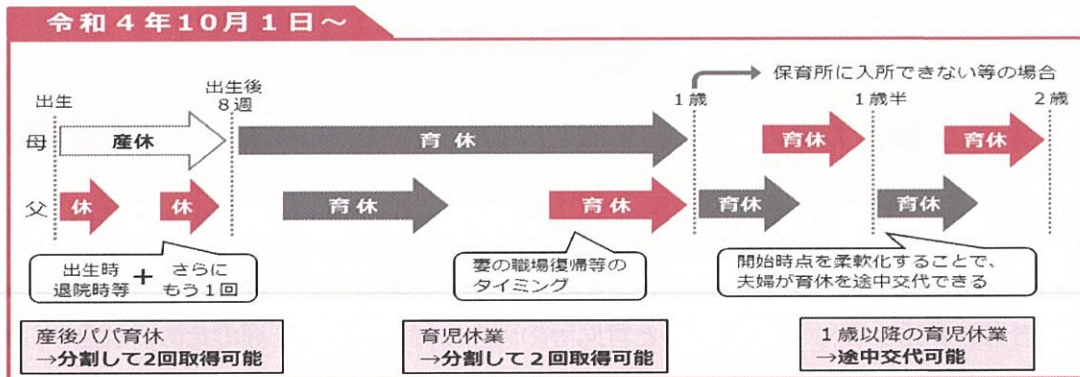 令和４年10月１日～
保育所に入所できない等の場合
出生
出生後
８週
１歳
１歳半
２歳
母
産休
育休
育休
育休
父
休
休
育休
育休
育休
育休
出生時
退院時等
＋
さらに
もう１回
妻の職場復帰等の
タイミング
開始時点を柔軟化することで、
夫婦が育休を途中交代できる
産後パパ育休
→分割して2回取得可能
育児休業
→分割して２回取得可能
１歳以降の育児休業
→途中交代可能